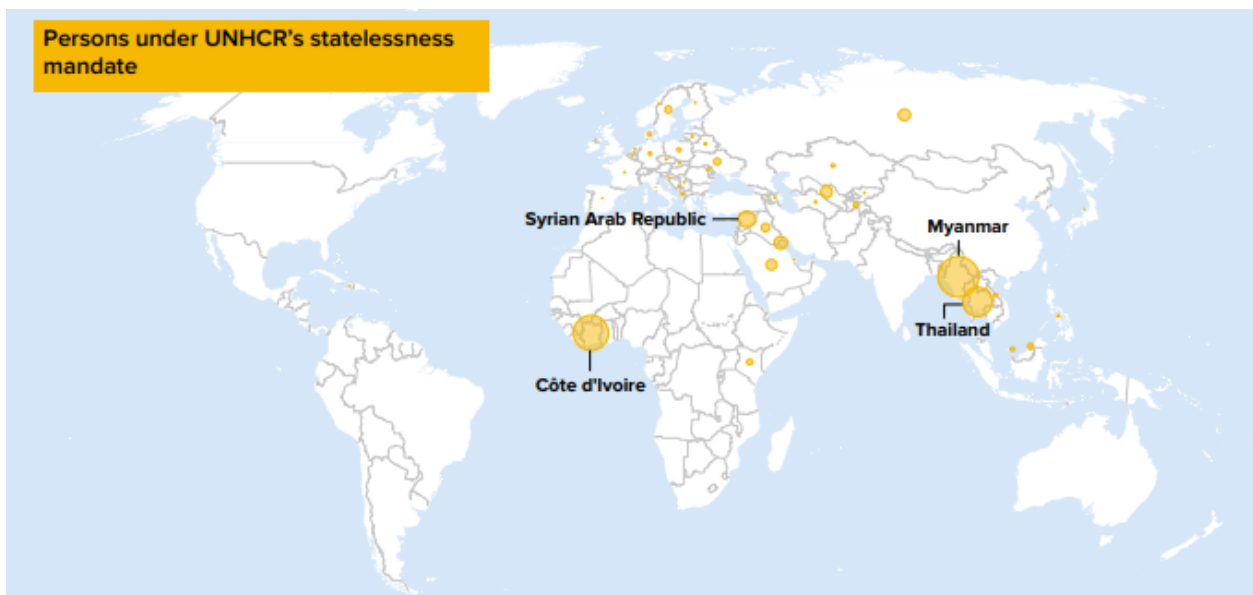 Persons under UNHCR's statelessness
mandate
Syrian Arab Republic
Myanmar
Thailand
Côte d'Ivoire